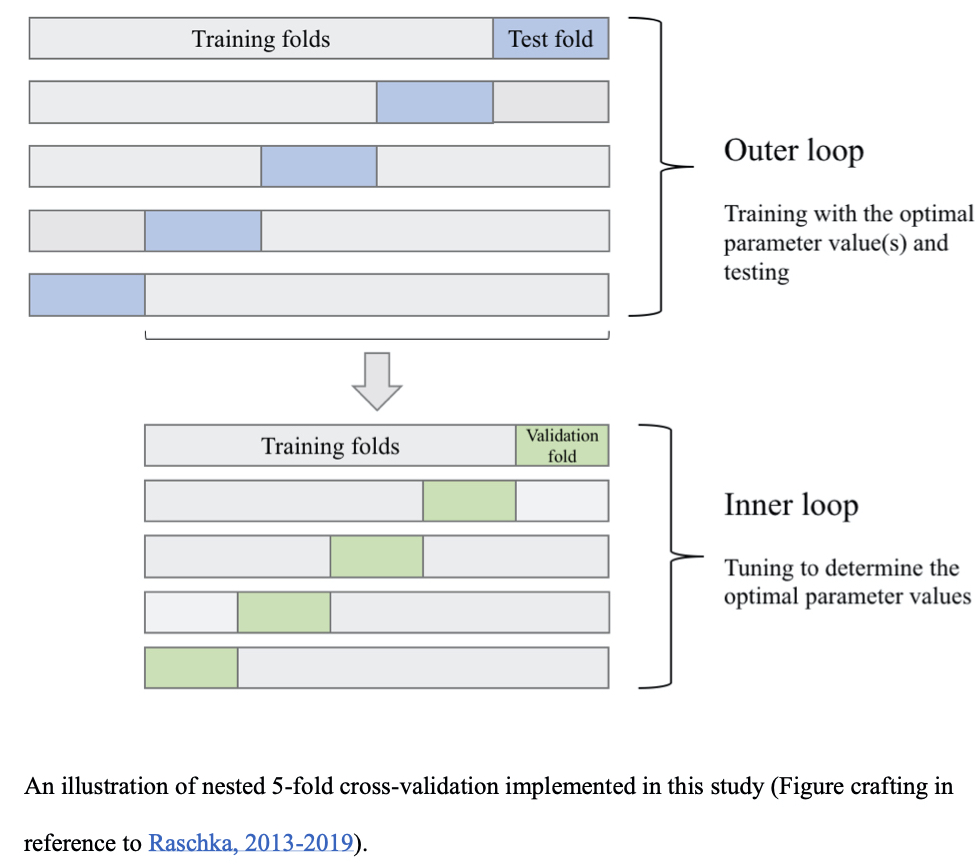 Training folds
Test fold
Outer loop
Training with the optimal
parameter value(s) and
testing
Training folds
Validation
fold
Inner loop
Tuning to determine the
optimal parameter values
An illustration of nested 5-fold cross-validation implemented in this study (Figure crafting in
reference to Raschka, 2013-2019).